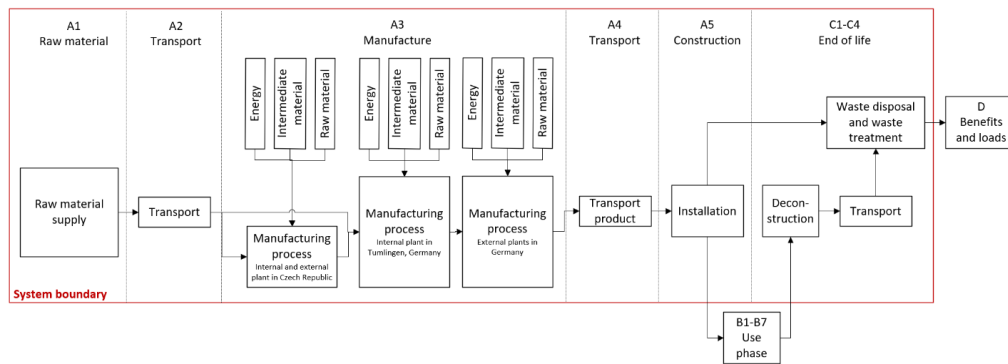 A1
Raw material
A2
Transport
A3
Manufacture
A4
Transport
A5
Construction
C1-C4
End of life
Energy
Intermediate
material
Raw material
Energy
Intermediate
material
Raw material
Energy
Intermediate
material
Raw material
Waste disposal
and waste
treatment
D
Benefits
and loads
Raw material
supply
Transport
Manufacturing
process
Internal and external
plant in Czech Republic
Manufacturing
process
Internal plant in
Tumlingen, Germany
Manufacturing
process
External plants in
Germany
Transport
product
Installation
Decon-
struction
Transport
System boundary
B1-B7
Use
phase